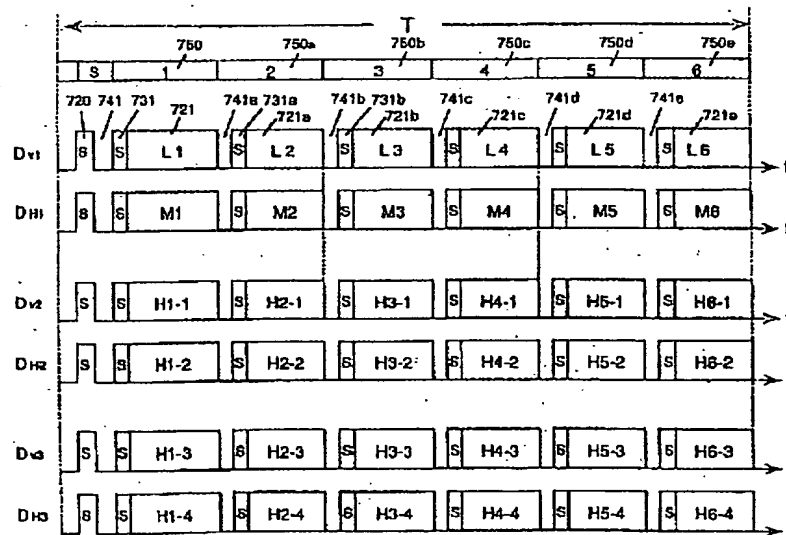 T
750 750a 750b 750c 750d 750e
S 1 2 3 4 5 6
720 741 731 721 741a 731a 721a 741b 731b 721b 741c 721c 741d 721d 741e 721e
Dv1 S S L1 S L2 S L3 S L4 S L5 S L6 t
DH1 S S M1 S M2 S M3 S M4 S M5 S M6
Dv2 S S H1-1 S H2-1 S H3-1 S H4-1 S H5-1 S H6-1
DH2 S S H1-2 S H2-2 S H3-2 S H4-2 S H5-2 S H6-2
Dv3 S S H1-3 S H2-3 S H3-3 S H4-3 S H5-3 S H6-3
DH3 S S H1-4 S H2-4 S H3-4 S H4-4 S H5-4 S H6-4